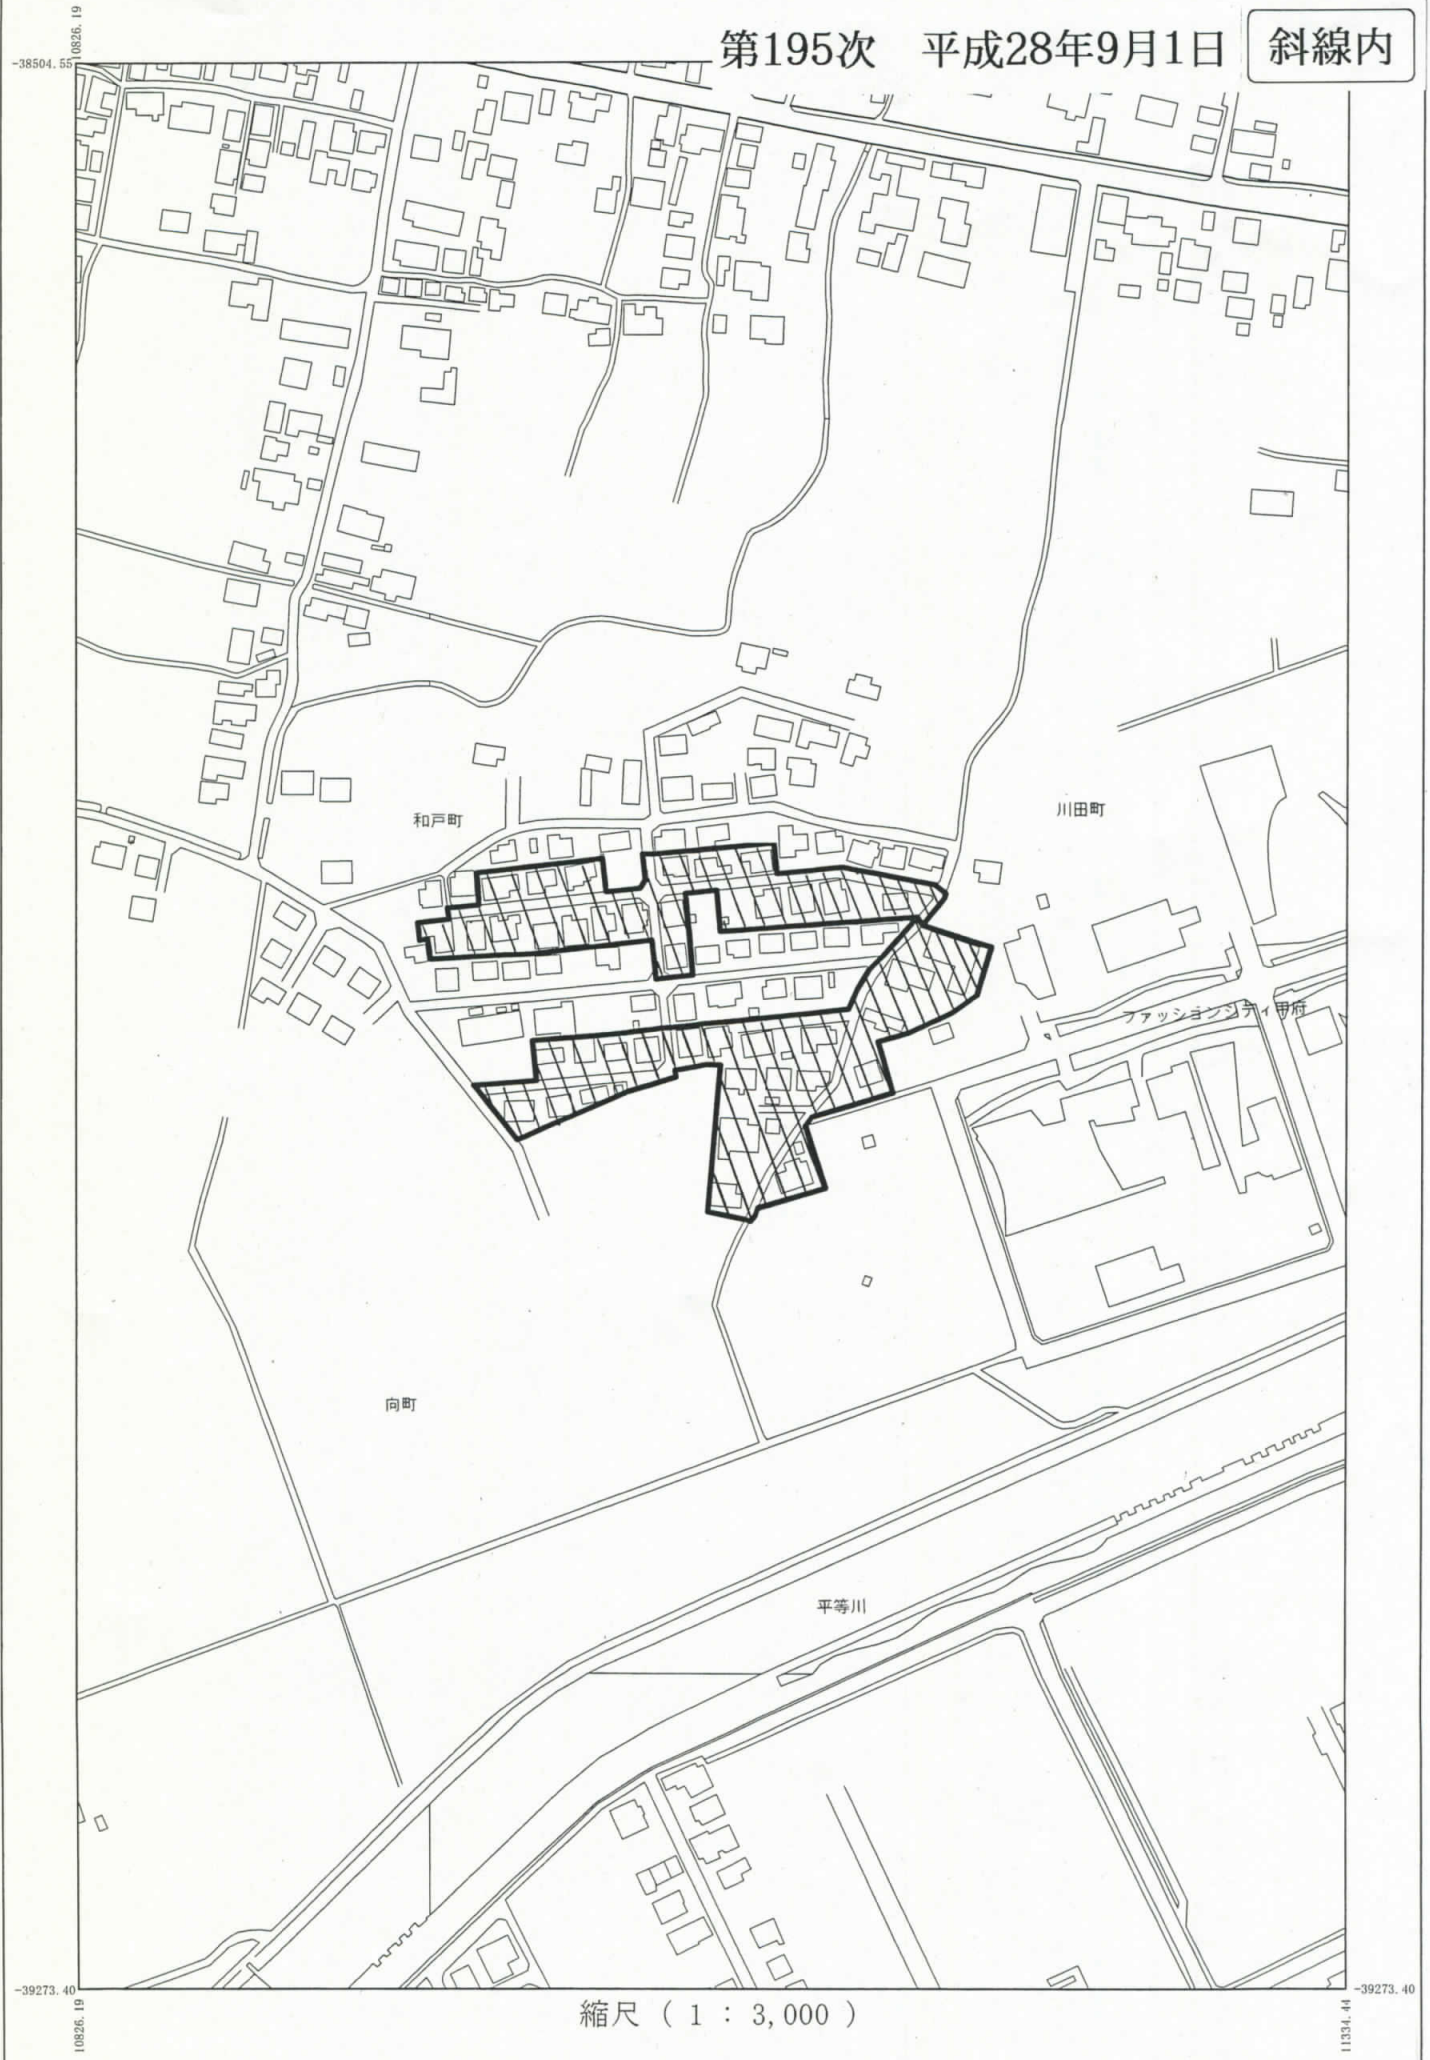 10826.19
第195次　平成28年9月1日
斜線内
-38504.55
和戸町
川田町
ファッションシティ甲府
向町
平等川
-39273.40
-39273.40
10826.19
縮尺 ( 1 : 3,000 )
11334.44